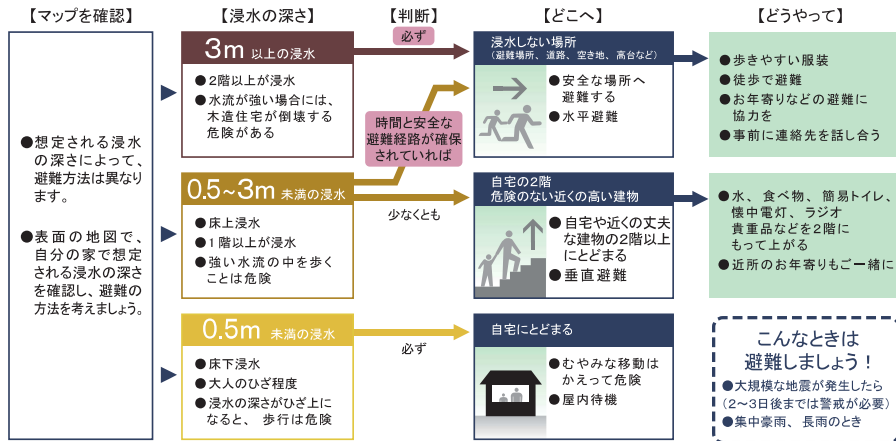 【マップを確認】
●想定される浸水
の深さによって、
避難方法は異なり
ます。
●表面の地図で、
自分の家で想定
される浸水の深さ
を確認し、避難の
方法を考えましょう。
【浸水の深さ】
3m 以上の浸水
●2階以上が浸水
●水流が強い場合には、
木造住宅が倒壊する
危険がある
0.5～3m 未満の浸水
●床上浸水
●1階以上が浸水
●強い水流の中を歩く
ことは危険
0.5m 未満の浸水
●床下浸水
●大人のひざ程度
●浸水の深さがひざ上に
なると、歩行は危険
【判断】
必ず
時間と安全な
避難経路が確保
されていれば
少なくとも
必ず
【どこへ】
浸水しない場所
（避難場所、道路、空き地、高台など）
●安全な場所へ
避難する
●水平避難
自宅の2階
危険のない近くの高い建物
●自宅や近くの丈夫
な建物の2階以上
にとどまる
●垂直避難
自宅にとどまる
●むやみな移動は
かえって危険
●屋内待機
【どうやって】
●歩きやすい服装
●徒歩で避難
●お年寄りなどの避難に
協力を
●事前に連絡先を話し合う
●水、食べ物、簡易トイレ、
懐中電灯、ラジオ
貴重品などを2階に
もって上がる
●近所のお年寄りもご一緒に
こんなときは
避難しましょう！
●大規模な地震が発生したら
（2～3日後までは警戒が必要）
●集中豪雨、長雨のとき